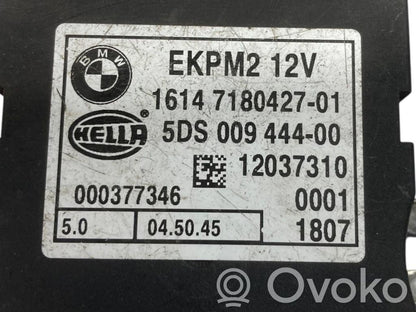 BMW
EKPM2 12V
1614 7180427-01
HELLA
5DS 009 444-00
12037310
000377346
0001
5.0
04.50.45
1807
Ovoko